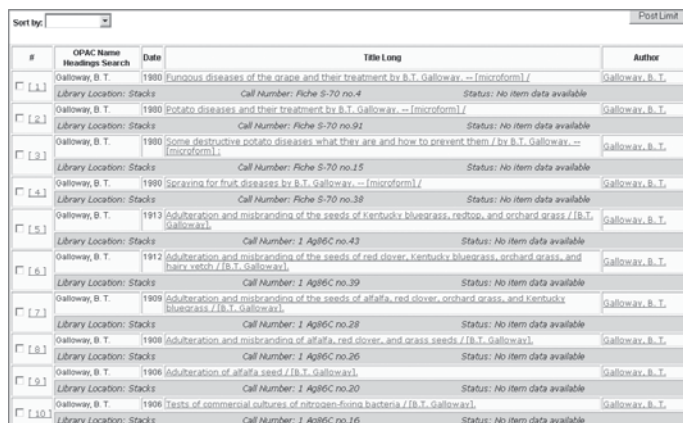 Sort by:
Post Limit
# OPAC Name Headings Search Date Title Long Author
[ 1 ] Galloway, B. T. 1980 Fungous diseases of the grape and their treatment by B.T. Galloway. -- [microform] / Galloway, B. T.
Library Location: Stacks Call Number: Fiche S-70 no.4 Status: No item data available
[ 2 ] Galloway, B. T. 1980 Potato diseases and their treatment by B.T. Galloway. -- [microform] / Galloway, B. T.
Library Location: Stacks Call Number: Fiche S-70 no.91 Status: No item data available
[ 3 ] Galloway, B. T. 1980 Some destructive potato diseases what they are and how to prevent them / by B.T. Galloway. --
[microform] : Galloway, B. T.
Library Location: Stacks Call Number: Fiche S-70 no.15 Status: No item data available
[ 4 ] Galloway, B. T. 1980 Spraying for fruit diseases by B.T. Galloway. -- [microform] / Galloway, B. T.
Library Location: Stacks Call Number: Fiche S-70 no.38 Status: No item data available
[ 5 ] Galloway, B. T. 1913 Adulteration and misbranding of the seeds of Kentucky bluegrass, redtop, and orchard grass / [B.T.
Galloway]. Galloway, B. T.
Library Location: Stacks Call Number: 1 Ag86C no.43 Status: No item data available
[ 6 ] Galloway, B. T. 1912 Adulteration and misbranding of the seeds of red clover, Kentucky bluegrass, orchard grass, and
hairy vetch / [B.T. Galloway]. Galloway, B. T.
Library Location: Stacks Call Number: 1 Ag86C no.39 Status: No item data available
[ 7 ] Galloway, B. T. 1909 Adulteration and misbranding of the seeds of alfalfa, red clover, orchard grass, and Kentucky
bluegrass / [B.T. Galloway]. Galloway, B. T.
Library Location: Stacks Call Number: 1 Ag86C no.28 Status: No item data available
[ 8 ] Galloway, B. T. 1908 Adulteration and misbranding of alfalfa, red clover, and grass seeds / [B.T. Galloway]. Galloway, B. T.
Library Location: Stacks Call Number: 1 Ag86C no.26 Status: No item data available
[ 9 ] Galloway, B. T. 1906 Adulteration of alfalfa seed / [B.T. Galloway]. Galloway, B. T.
Library Location: Stacks Call Number: 1 Ag86C no.20 Status: No item data available
[ 10 ] Galloway, B. T. 1906 Tests of commercial cultures of nitrogen-fixing bacteria / [B.T. Galloway]. Galloway, B. T.
Library Location: Stacks Call Number: 1 Ag86C no.16 Status: No item data available